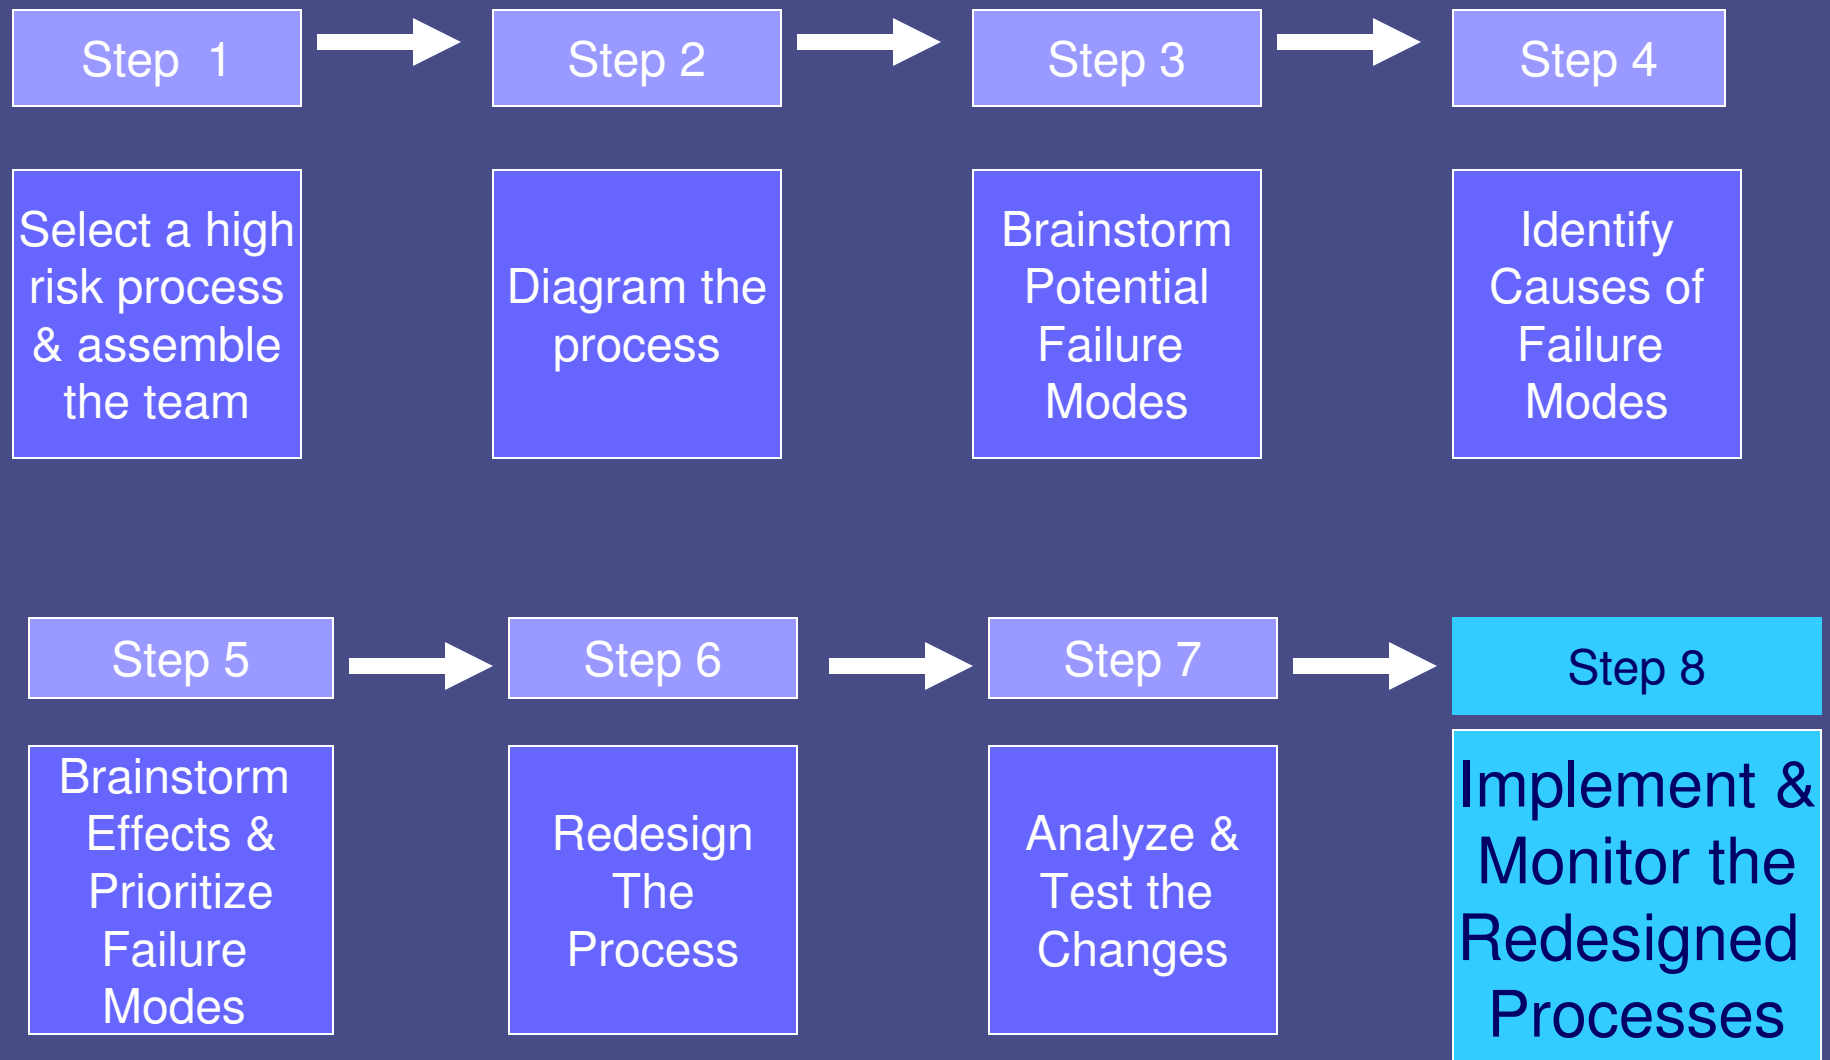 Step 1
Step 2
Step 3
Step 4
Select a high
risk process
& assemble
the team
Diagram the
process
Brainstorm
Potential
Failure
Modes
Identify
Causes of
Failure
Modes
Step 5
Step 6
Step 7
Step 8
Brainstorm
Effects &
Prioritize
Failure
Modes
Redesign
The
Process
Analyze &
Test the
Changes
Implement &
Monitor the
Redesigned
Processes